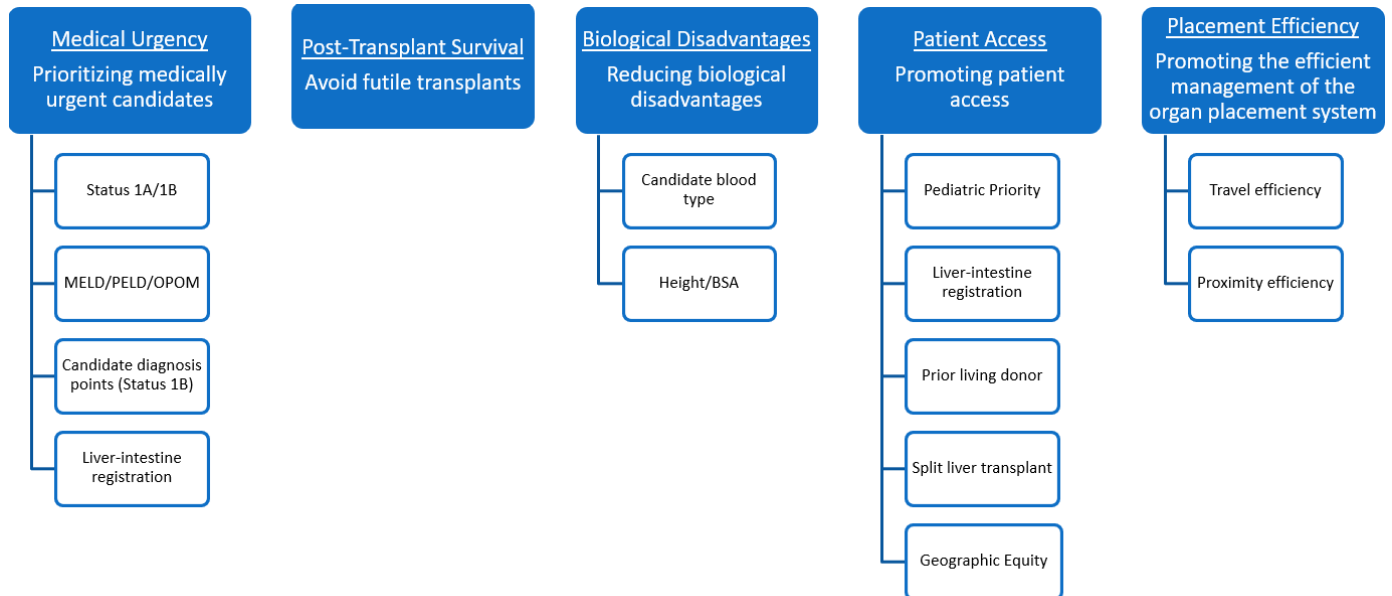 Medical Urgency
Prioritizing medically
urgent candidates
Status 1A/1B
MELD/PELD/OPOM
Candidate diagnosis
points (Status 1B)
Liver-intestine
registration
Post-Transplant Survival
Avoid futile transplants
Biological Disadvantages
Reducing biological
disadvantages
Candidate blood
type
Height/BSA
Patient Access
Promoting patient
access
Pediatric Priority
Liver-intestine
registration
Prior living donor
Split liver transplant
Geographic Equity
Placement Efficiency
Promoting the efficient
management of the
organ placement system
Travel efficiency
Proximity efficiency